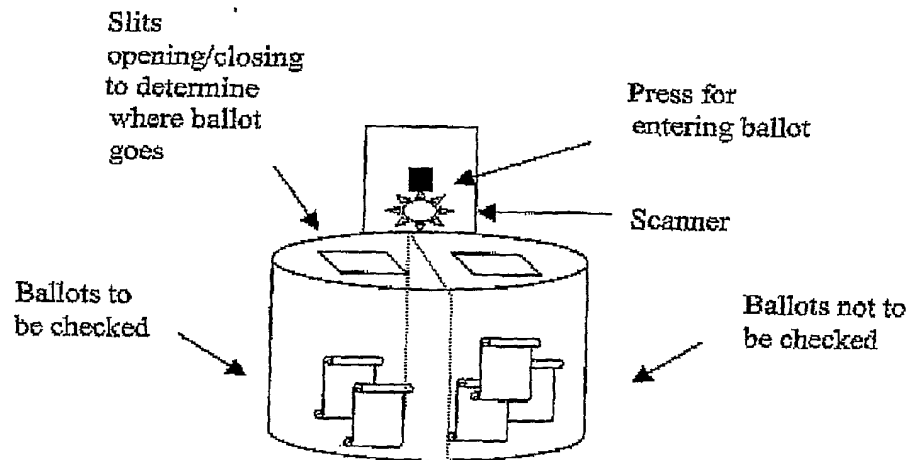 Slits
opening/closing
to determine
where ballot
goes
Press for
entering ballot
Scanner
Ballots to
be checked
Ballots not to
be checked